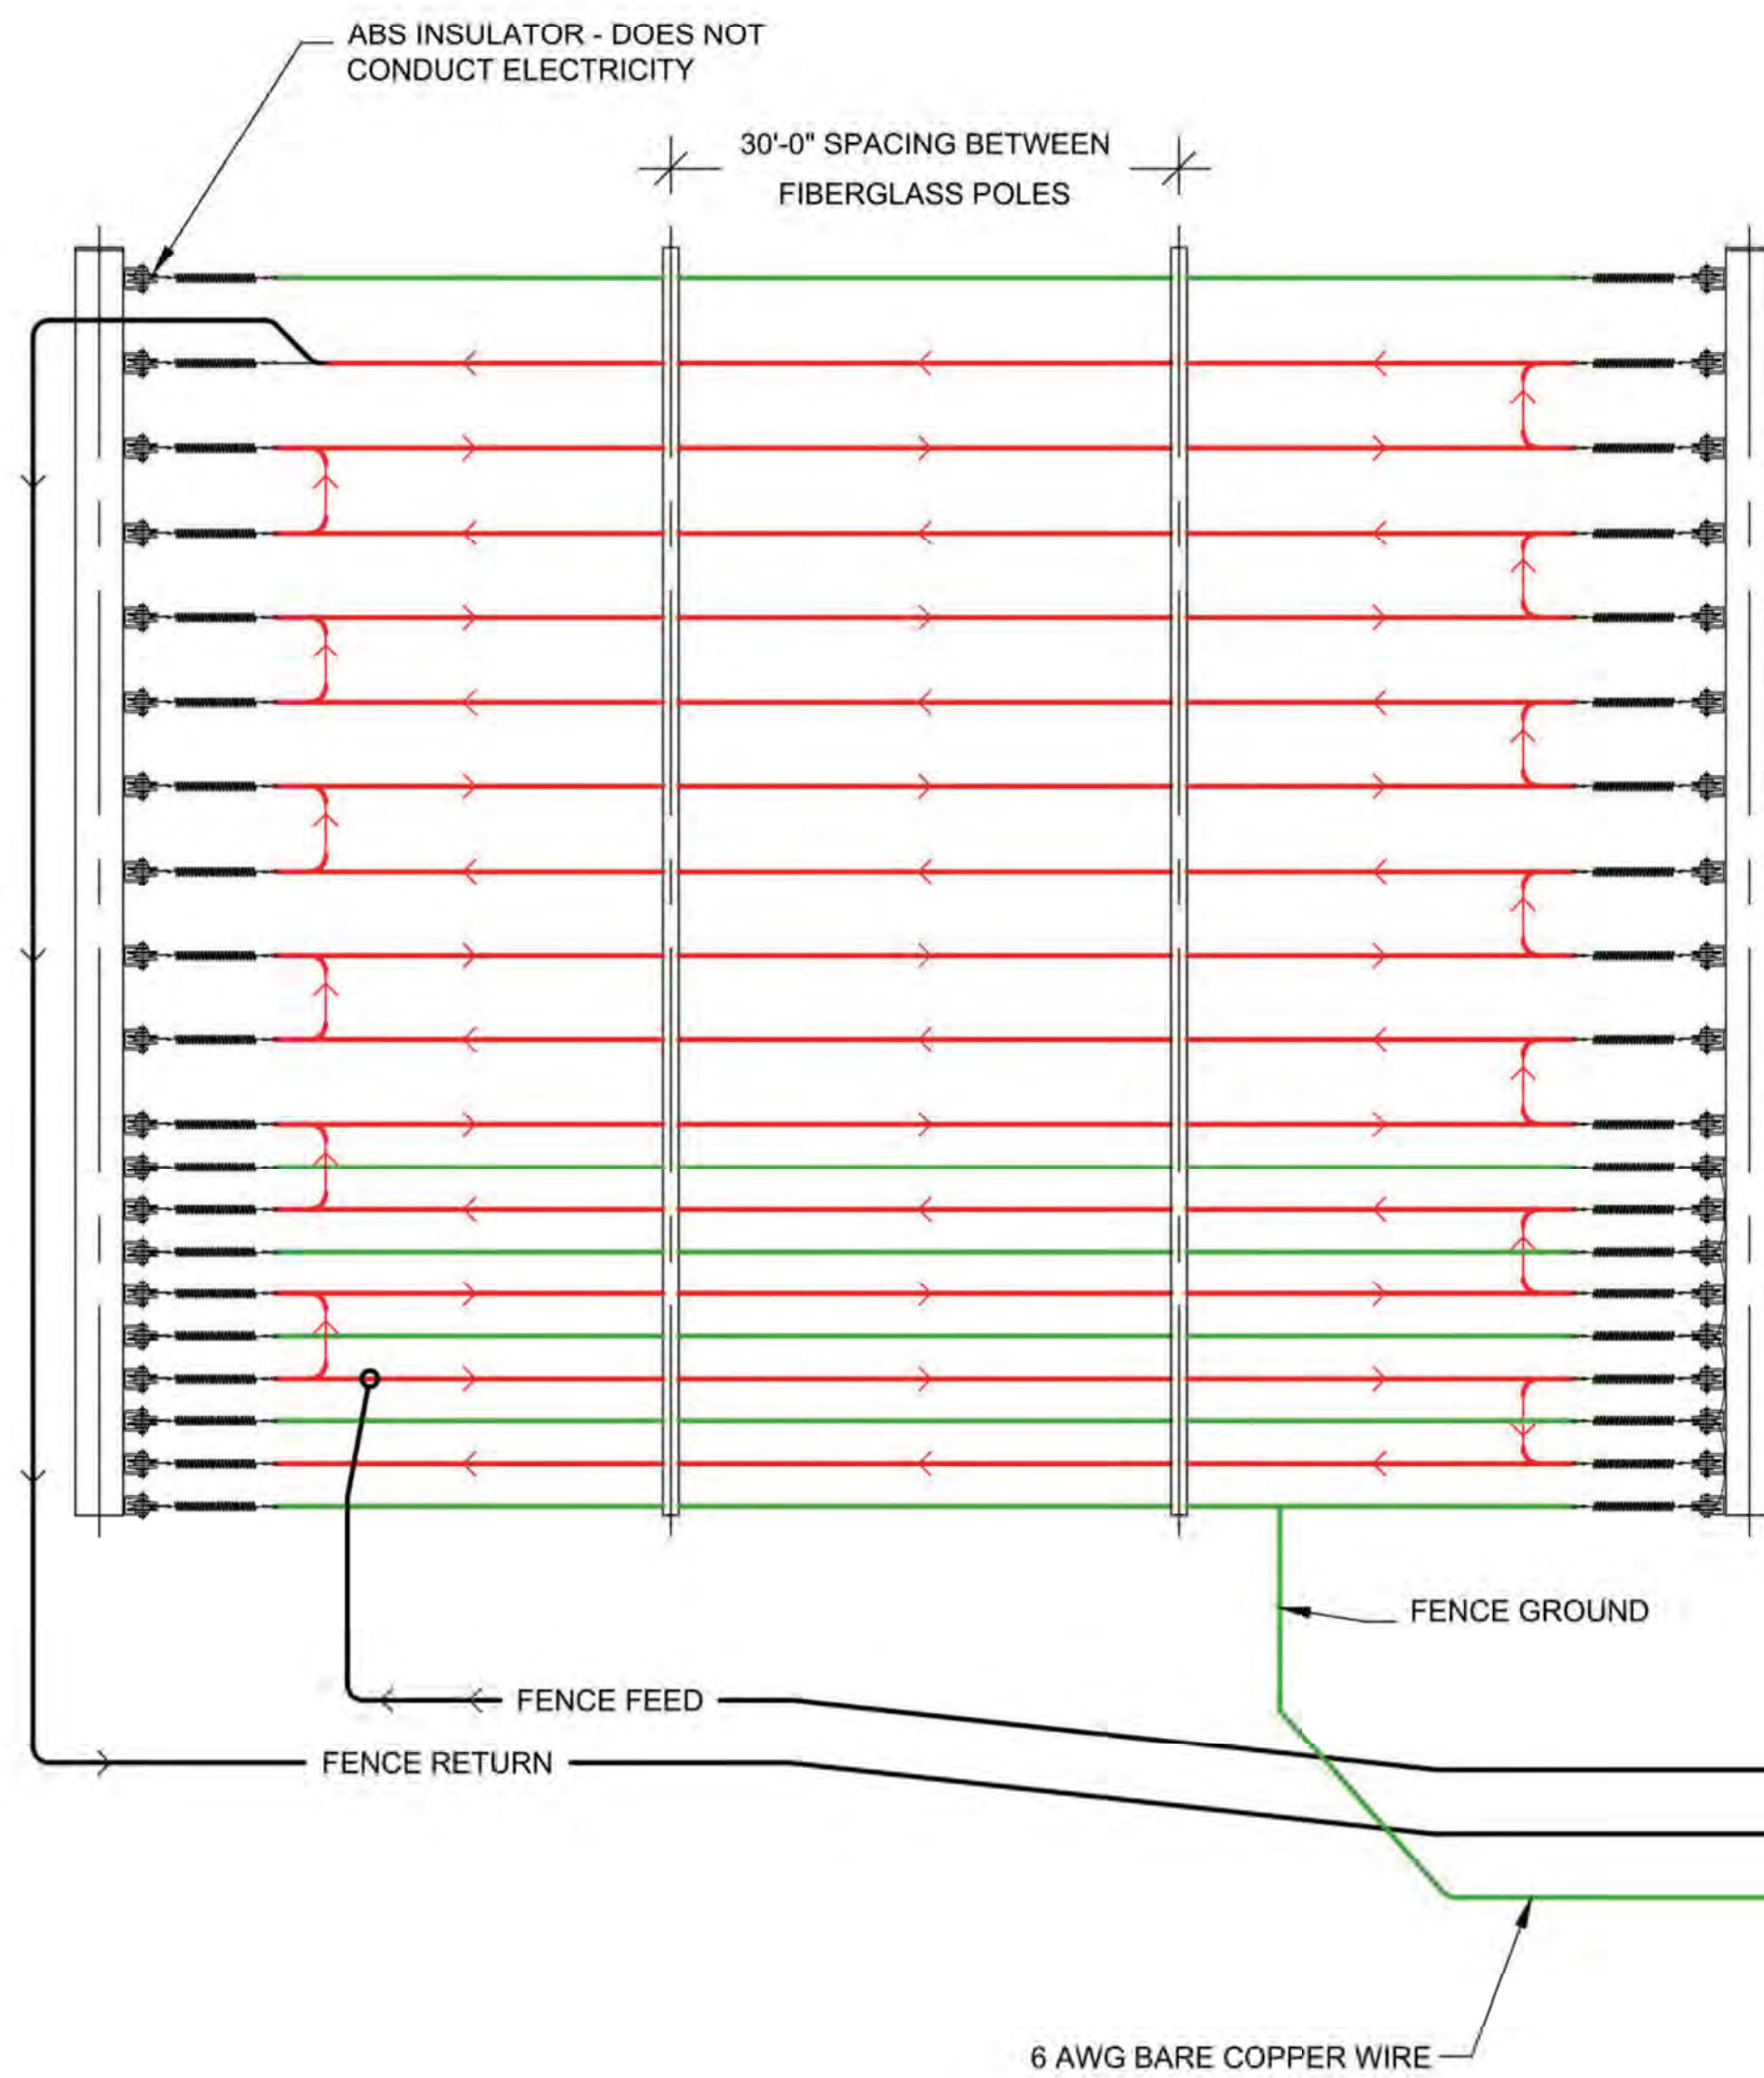 ABS INSULATOR - DOES NOT
CONDUCT ELECTRICITY
30'-0" SPACING BETWEEN
FIBERGLASS POLES
FENCE GROUND
FENCE FEED
FENCE RETURN
6 AWG BARE COPPER WIRE